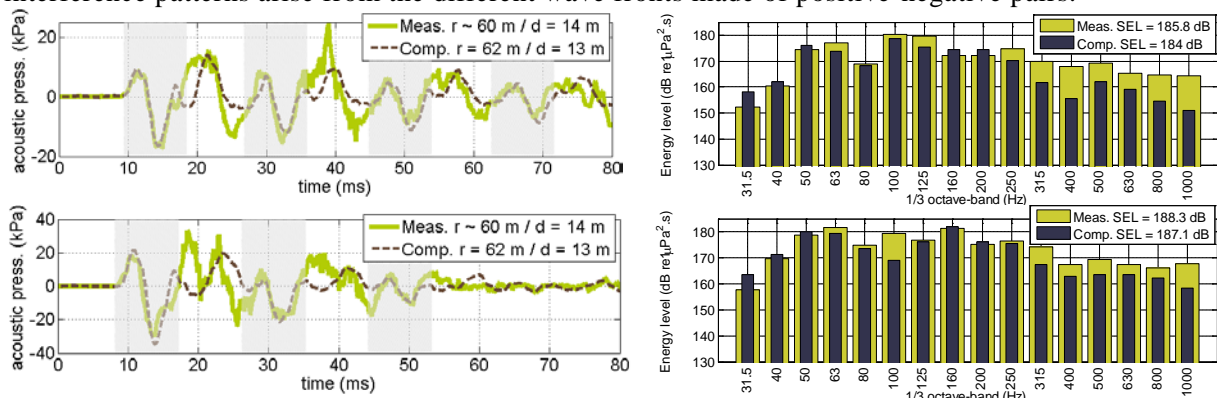 interference patterns arise from the different wave fronts made of positive-negative pairs.
acoustic press. (kPa)
20
0
-20
Meas. r ~ 60 m / d = 14 m
Comp. r = 62 m / d = 13 m
0 10 20 30 40 50 60 70 80
time (ms)
Energy level (dB re1µPa².s)
180
170
160
150
140
130
Meas. SEL = 185.8 dB
Comp. SEL = 184 dB
31.5 40 50 63 80 100 125 160 200 250 315 400 500 630 800 1000
1/3 octave-band (Hz)
acoustic press. (kPa)
40
20
0
-20
-40
Meas. r ~ 60 m / d = 14 m
Comp. r = 62 m / d = 13 m
0 10 20 30 40 50 60 70 80
time (ms)
Energy level (dB re1µPa².s)
180
170
160
150
140
130
Meas. SEL = 188.3 dB
Comp. SEL = 187.1 dB
31.5 40 50 63 80 100 125 160 200 250 315 400 500 630 800 1000
1/3 octave-band (Hz)